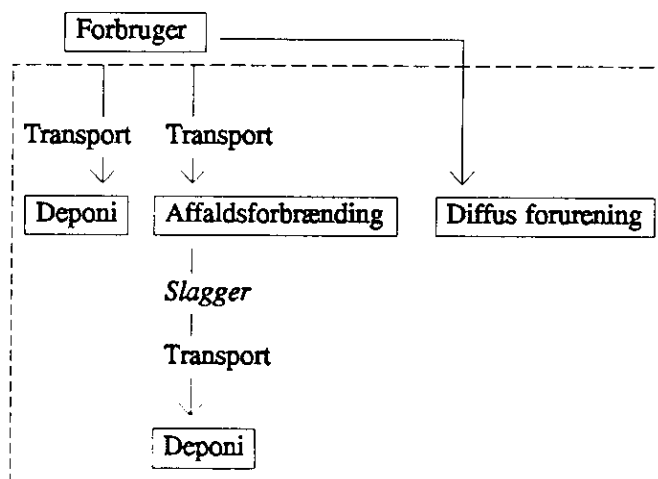 Forbruger
Transport Transport
Deponi Affaldsforbrænding Diffus forurening
Slagger
Transport
Deponi